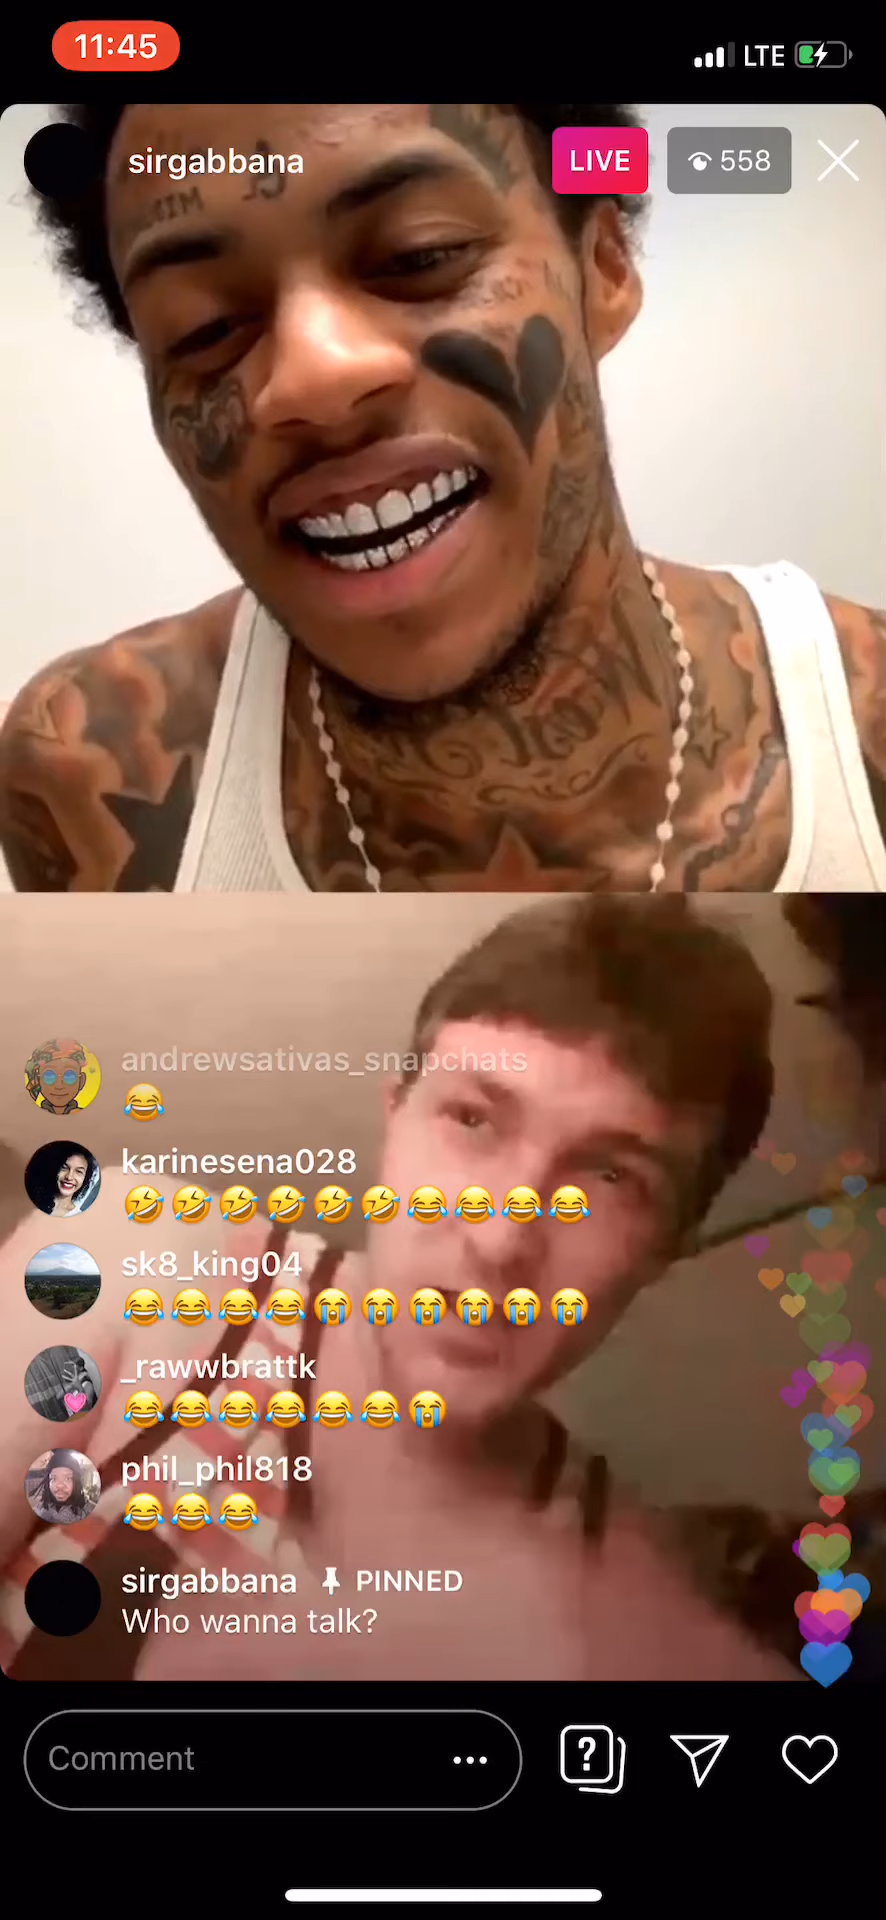 11:45
LTE
sirgabbana
LIVE
558
andrewsativas_snapchats
😂
karinesena028
🤣🤣🤣🤣🤣🤣😂😂😂😂
sk8_king04
😂😂😂😂😭😭😭😭😭😭
_rawwbrattk
😂😂😂😂😂😂😭
phil_phil818
😂😂😂
sirgabbana PINNED
Who wanna talk?
Comment